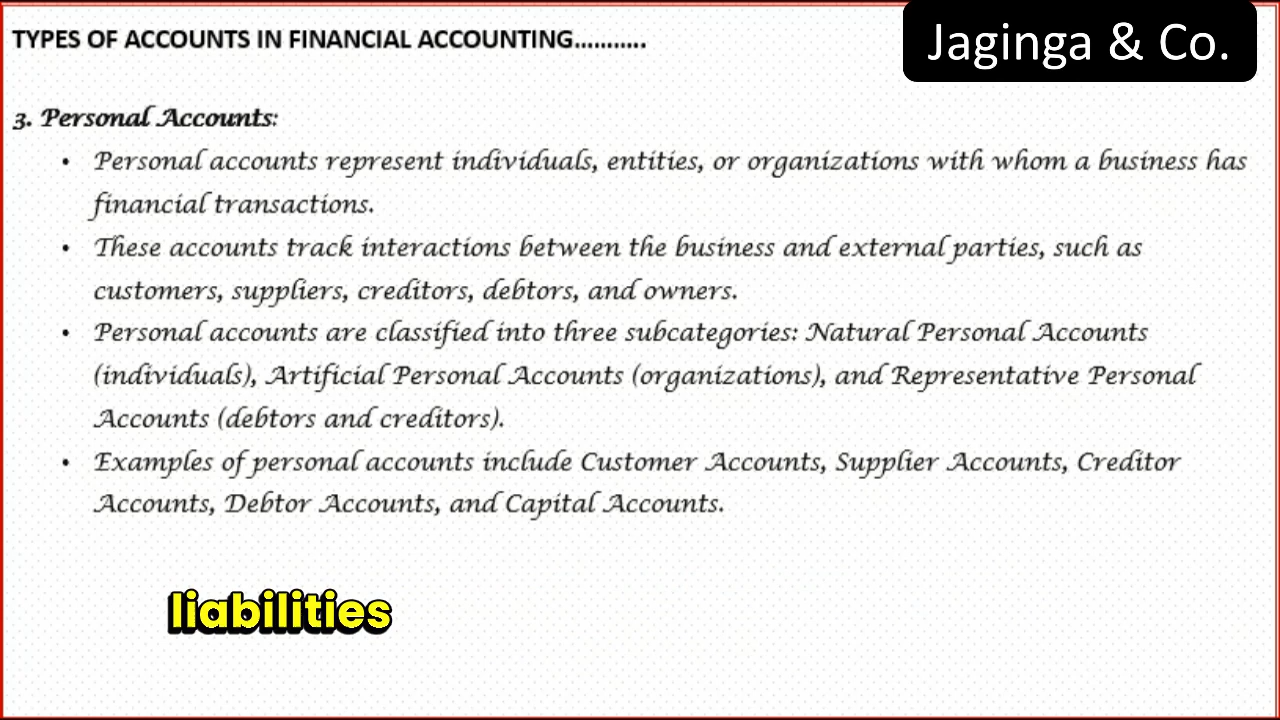 TYPES OF ACCOUNTS IN FINANCIAL ACCOUNTING...........
Jaginga & Co.
3. Personal Accounts:
• Personal accounts represent individuals, entities, or organizations with whom a business has
financial transactions.
• These accounts track interactions between the business and external parties, such as
customers, suppliers, creditors, debtors, and owners.
• Personal accounts are classified into three subcategories: Natural Personal Accounts
(individuals), Artificial Personal Accounts (organizations), and Representative Personal
Accounts (debtors and creditors).
• Examples of personal accounts include Customer Accounts, Supplier Accounts, Creditor
Accounts, Debtor Accounts, and Capital Accounts.
liabilities